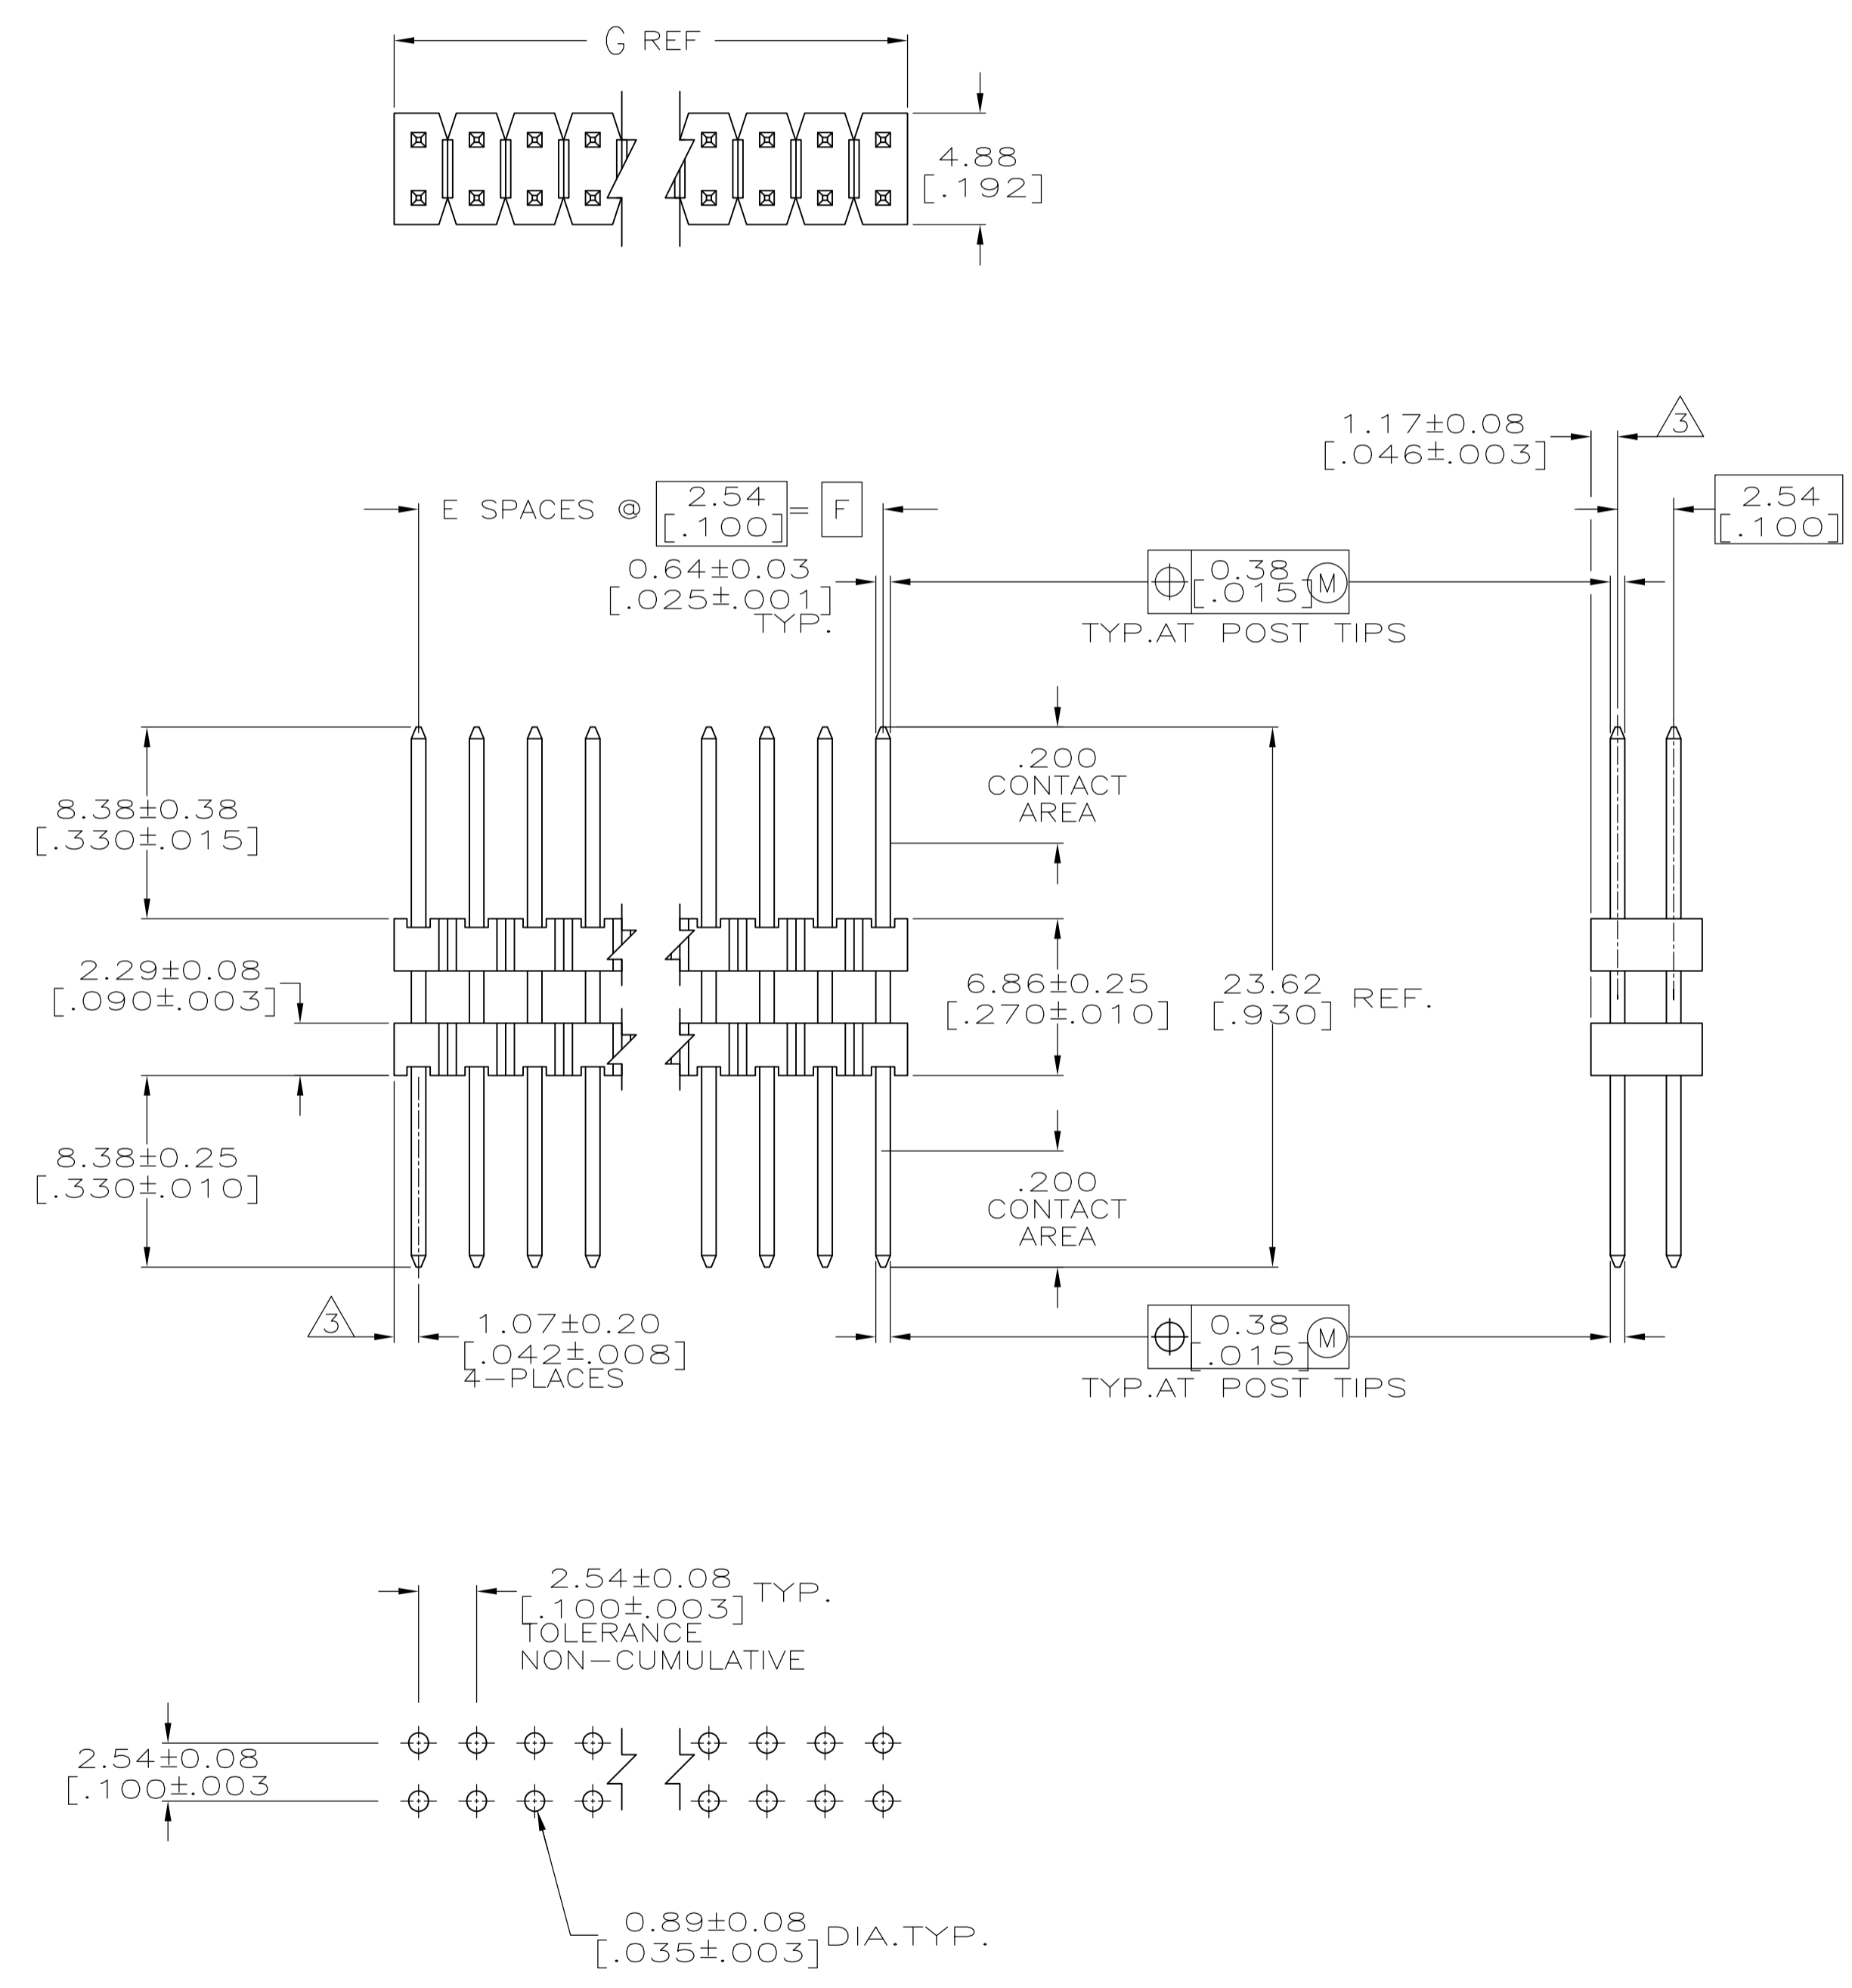 G REF
4.88
[.192]
1.17±0.08
[.046±.003]
3
E SPACES @ 2.54 [.100] = F
2.54
[.100]
0.64±0.03
[.025±.001]
TYP.
⌖ 0.38 [.015] Ⓜ
TYP.AT POST TIPS
.200
CONTACT
AREA
8.38±0.38
[.330±.015]
2.29±0.08
[.090±.003]
6.86±0.25
[.270±.010]
23.62
[.930] REF.
8.38±0.25
[.330±.010]
.200
CONTACT
AREA
3
1.07±0.20
[.042±.008]
4-PLACES
⌖ 0.38 [.015] Ⓜ
TYP.AT POST TIPS
2.54±0.08
[.100±.003] TYP.
TOLERANCE
NON-CUMULATIVE
2.54±0.08
[.100±.003
0.89±0.08
[.035±.003] DIA.TYP.